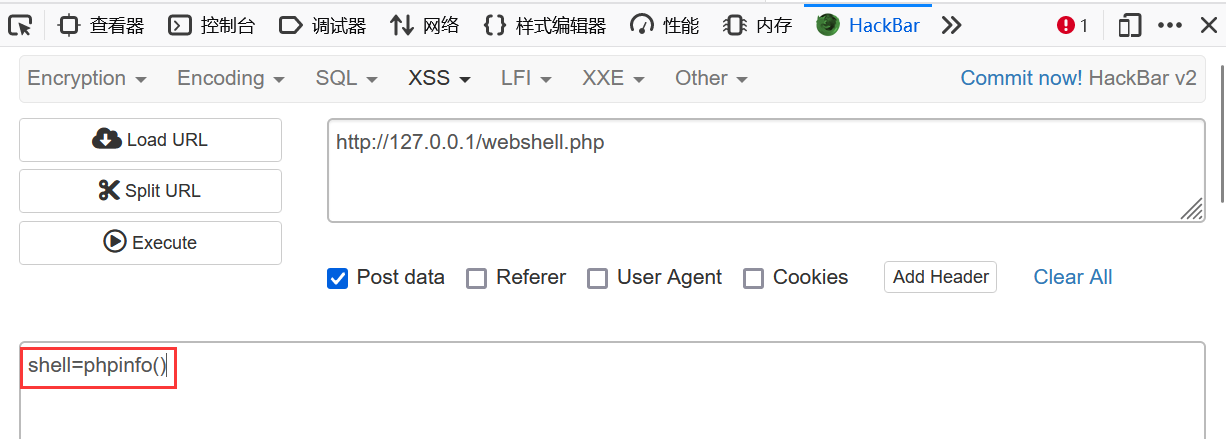 查看器 控制台 调试器 网络 样式编辑器 性能 内存 HackBar 1
Encryption Encoding SQL XSS LFI XXE Other Commit now! HackBar v2
Load URL
http://127.0.0.1/webshell.php
Split URL
Execute
Post data Referer User Agent Cookies Add Header Clear All
shell=phpinfo()